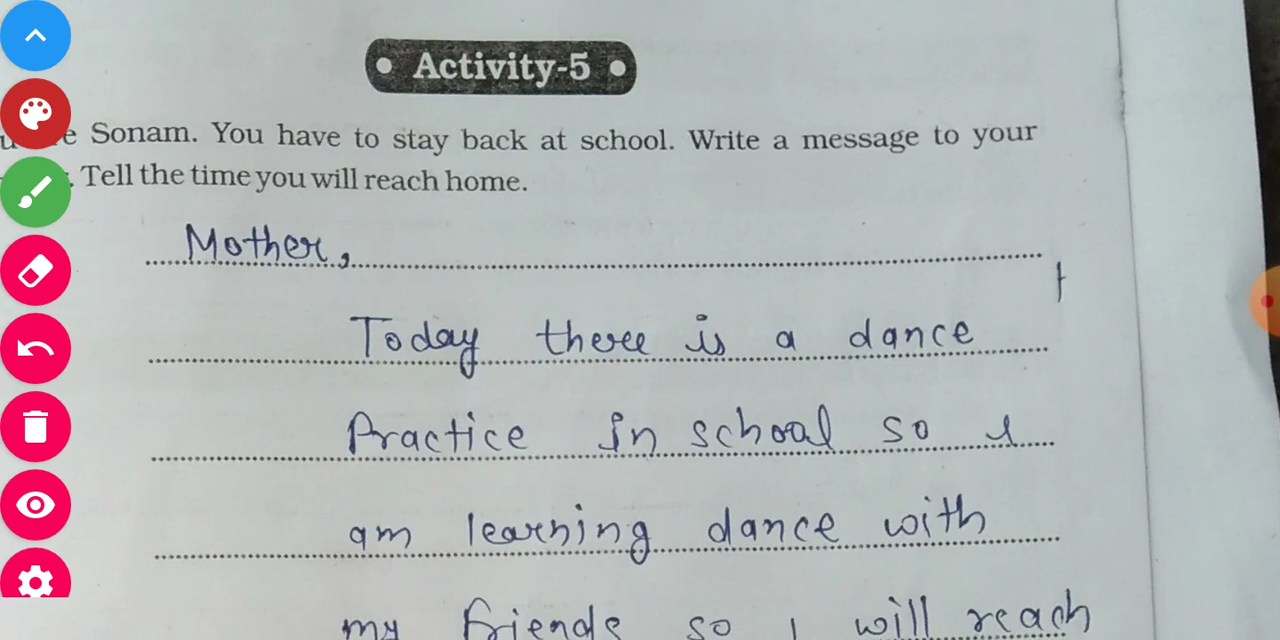 Activity-5
Sonam. You have to stay back at school. Write a message to your
Tell the time you will reach home.
Mother,
Today there is a dance
Practice in school so I
am learning dance with
my friends so I will reach